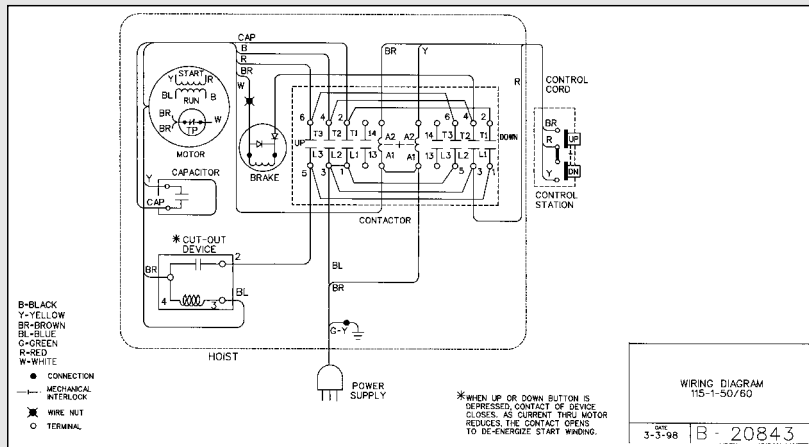 CAP
B
R
BR
W
BR
Y
R
CONTROL
CORD
Y
START
R
BL
RUN
B
BR
BR
TP
W
MOTOR
BRAKE
6
4
2
UP
T3
T2
T1
14
A2
A2
14
T3
T2
T1
6
4
2
DOWN
L3
L2
L1
13
A1
A1
13
L3
L2
L1
5
3
1
5
3
1
CONTACTOR
BR
R
Y
UP
DN
CONTROL
STATION
CAPACITOR
Y
CAP
* CUT-OUT
DEVICE
BR
2
4
3
BL
BL
BR
G-Y
HOIST
POWER
SUPPLY
B-BLACK
Y-YELLOW
BR-BROWN
BL-BLUE
G-GREEN
R-RED
W-WHITE
CONNECTION
MECHANICAL
INTERLOCK
WIRE NUT
TERMINAL
* WHEN UP OR DOWN BUTTON IS
DEPRESSED, CONTACT OF DEVICE
CLOSES. AS CURRENT THRU MOTOR
REDUCES, THE CONTACT OPENS
TO DE-ENERGIZE START WINDING.
WIRING DIAGRAM
115-1-50/60
DATE
3-3-98
B - 20843